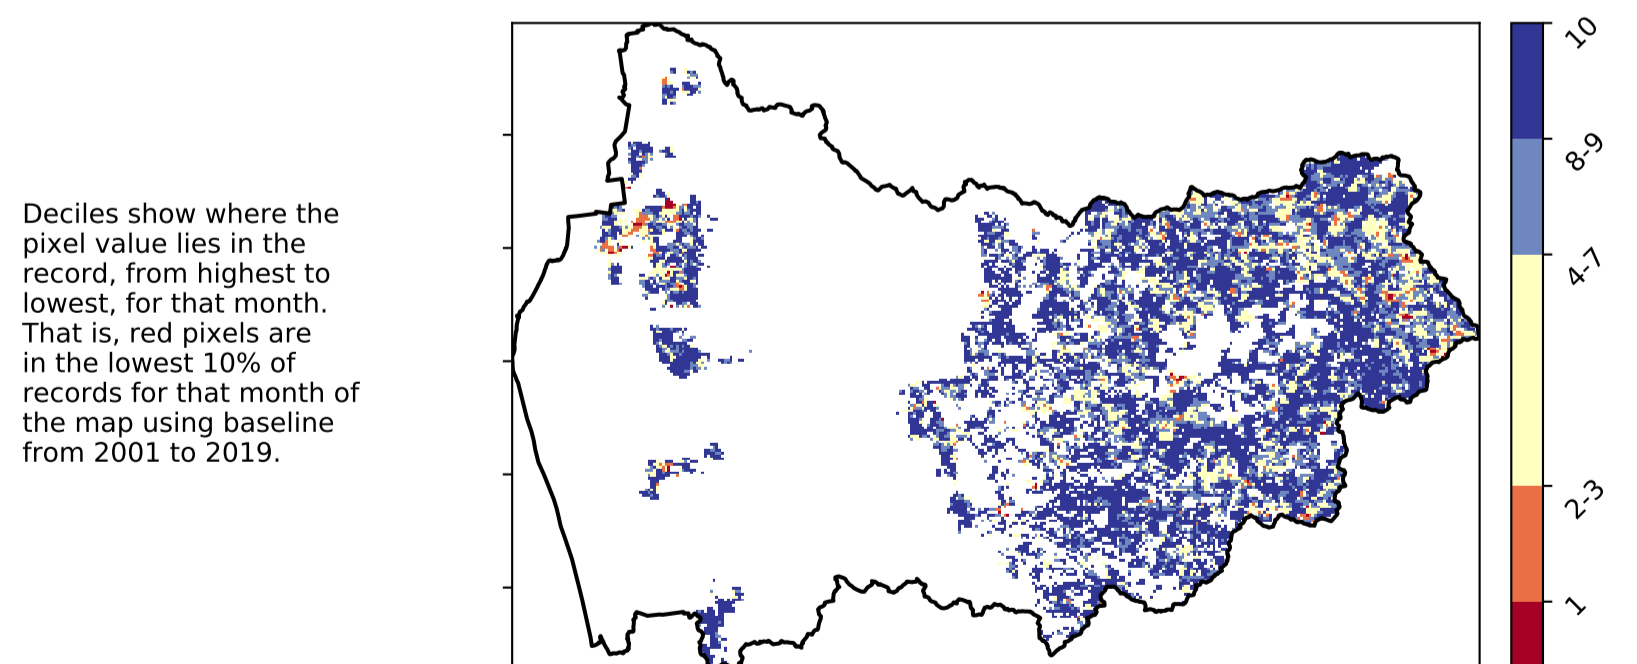 Deciles show where the
pixel value lies in the
record, from highest to
lowest, for that month.
That is, red pixels are
in the lowest 10% of
records for that month of
the map using baseline
from 2001 to 2019.
10
8-9
4-7
2-3
1